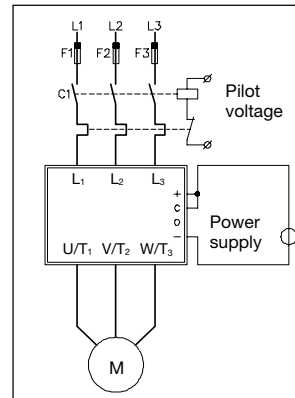 L1 L2 L3
F1 F2 F3
C1
Pilot
voltage
L1 L2 L3
+
C
O
−
Power
supply
U/T1 V/T2 W/T3
M